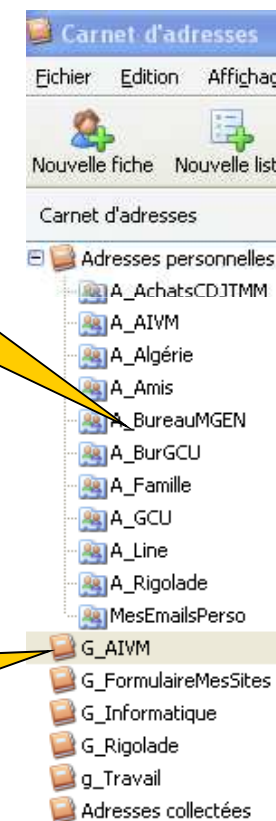 Carnet d'adresses
Fichier Edition Affichag
Nouvelle fiche Nouvelle list
Carnet d'adresses
Adresses personnelles
A_AchatsCDJTMM
A_AIVM
A_Algérie
A_Amis
A_BureauMGEN
A_BurGCU
A_Famille
A_GCU
A_Line
A_Rigolade
MesEmailsPerso
G_AIVM
G_FormulaireMesSites
G_Informatique
G_Rigolade
g_Travail
Adresses collectées